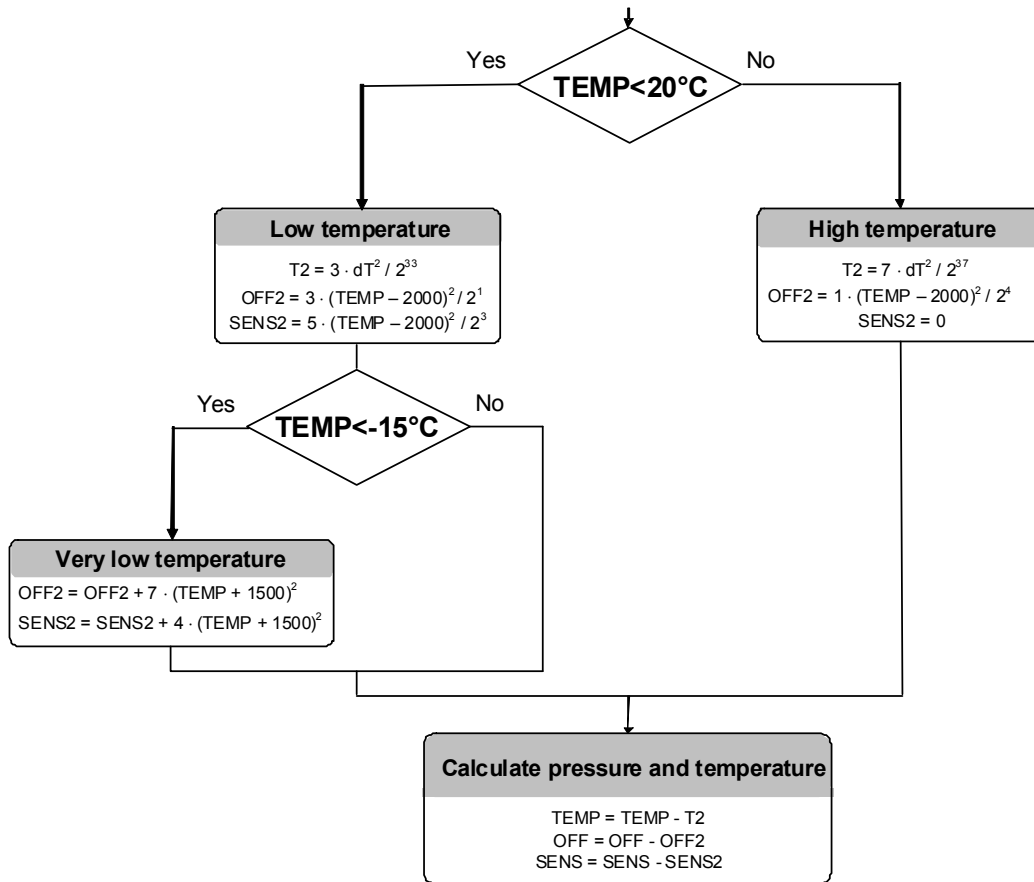 Yes
No
TEMP<20°C
Low temperature
T2 = 3 · dT² / 2³³
OFF2 = 3 · (TEMP – 2000)² / 2¹
SENS2 = 5 · (TEMP – 2000)² / 2³
High temperature
T2 = 7 · dT² / 2³⁷
OFF2 = 1 · (TEMP – 2000)² / 2⁴
SENS2 = 0
Yes
No
TEMP<-15°C
Very low temperature
OFF2 = OFF2 + 7 · (TEMP + 1500)²
SENS2 = SENS2 + 4 · (TEMP + 1500)²
Calculate pressure and temperature
TEMP = TEMP - T2
OFF = OFF - OFF2
SENS = SENS - SENS2